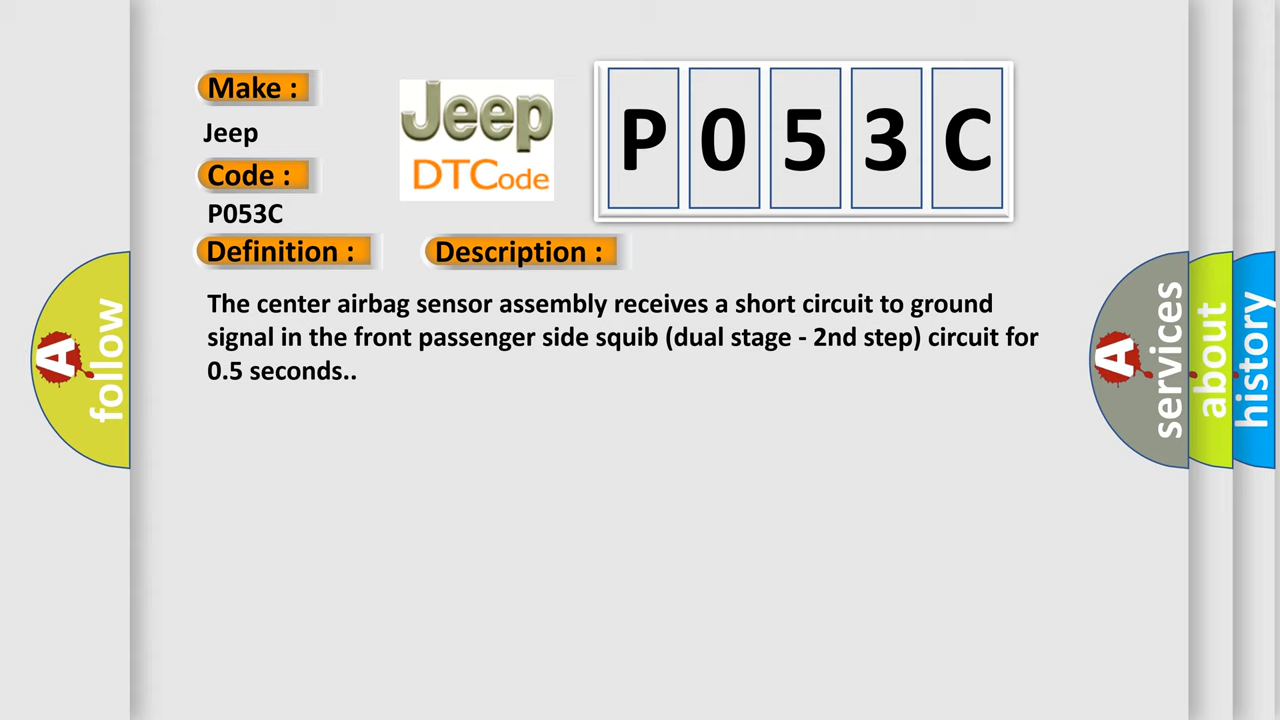 Make :
Jeep
Code :
P053C
Jeep
DTCode
P 0 5 3 C
Definition :
Description :
The center airbag sensor assembly receives a short circuit to ground
signal in the front passenger side squib (dual stage - 2nd step) circuit for
0.5 seconds..
A
follow
A
services
about
history